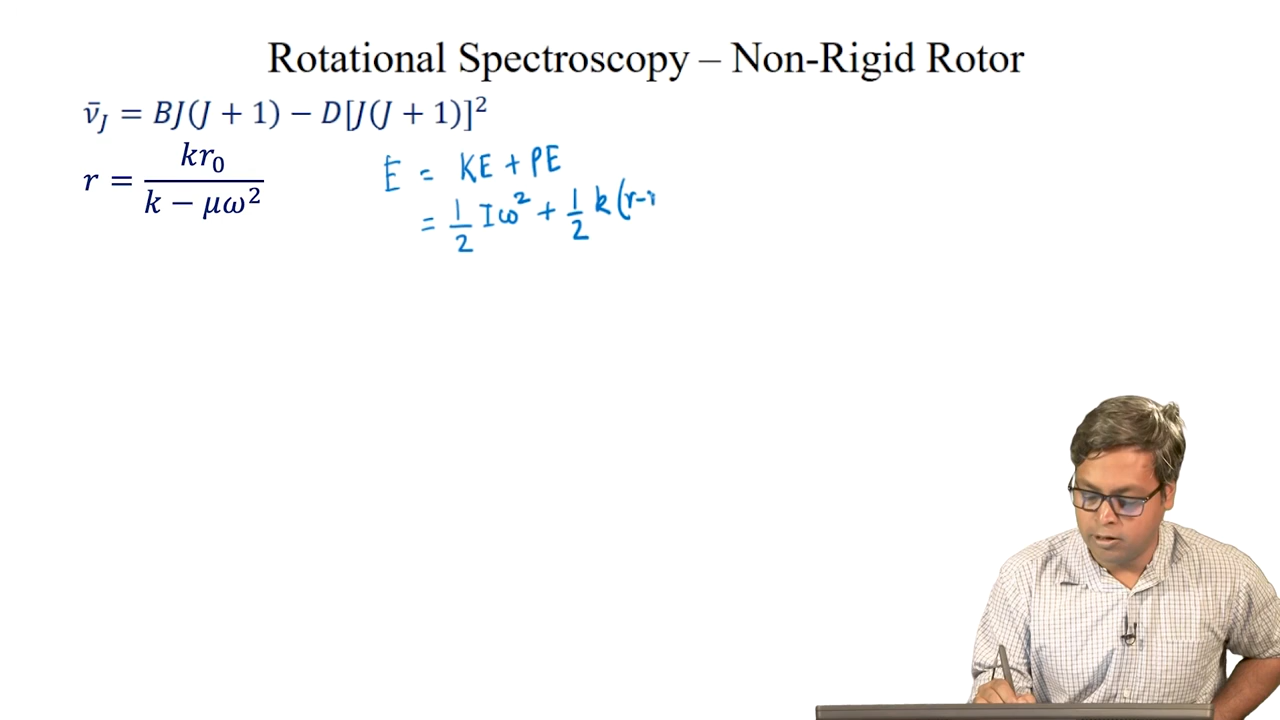 Rotational Spectroscopy – Non-Rigid Rotor
ν̄_J = BJ(J + 1) − D[J(J + 1)]²
r = kr₀ / (k − μω²)
E = KE + PE
= 1/2 Iω² + 1/2 k(r-